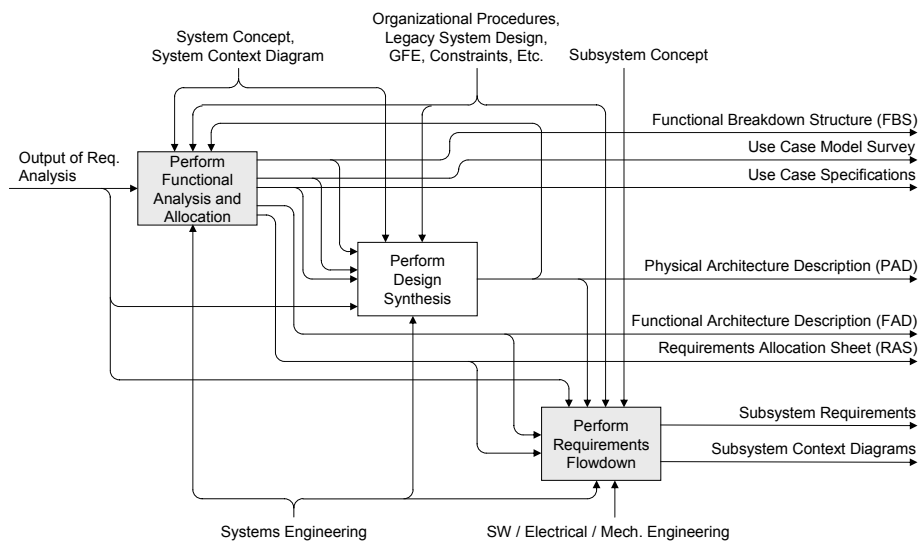 Organizational Procedures,
System Concept,
Legacy System Design,
System Context Diagram
GFE, Constraints, Etc.
Subsystem Concept
Functional Breakdown Structure (FBS)
Use Case Model Survey
Output of Req.
Analysis
Perform
Functional
Analysis and
Allocation
Use Case Specifications
Perform
Design
Synthesis
Physical Architecture Description (PAD)
Functional Architecture Description (FAD)
Requirements Allocation Sheet (RAS)
Perform
Requirements
Flowdown
Subsystem Requirements
Subsystem Context Diagrams
Systems Engineering
SW / Electrical / Mech. Engineering